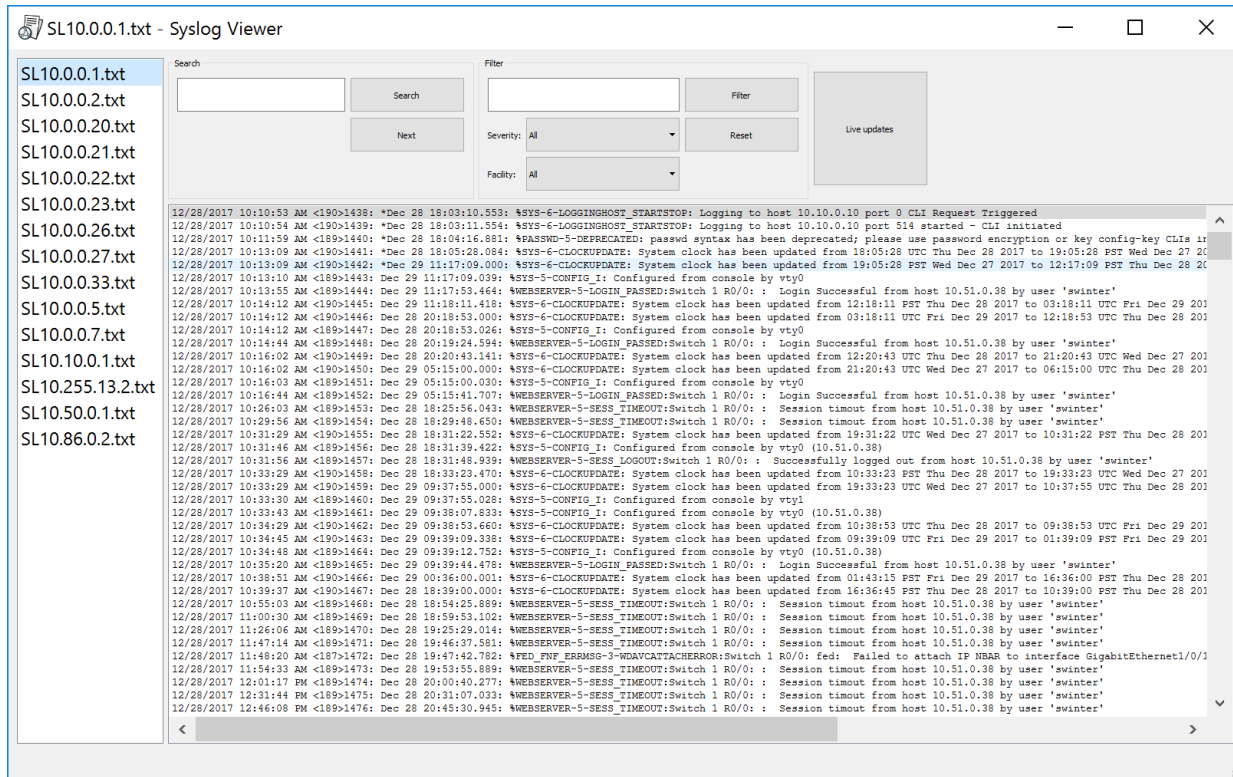 SL10.0.0.1.txt - Syslog Viewer
SL10.0.0.1.txt
SL10.0.0.2.txt
SL10.0.0.20.txt
SL10.0.0.21.txt
SL10.0.0.22.txt
SL10.0.0.23.txt
SL10.0.0.26.txt
SL10.0.0.27.txt
SL10.0.0.33.txt
SL10.0.0.5.txt
SL10.0.0.7.txt
SL10.10.0.1.txt
SL10.255.13.2.txt
SL10.50.0.1.txt
SL10.86.0.2.txt
Search
Search
Next
Filter
Filter
Severity: All
Reset
Facility: All
Live updates
12/28/2017 10:10:53 AM <190>1438: *Dec 28 18:03:10.553: %SYS-6-LOGGINGHOST_STARTSTOP: Logging to host 10.10.0.10 port 0 CLI Request Triggered
12/28/2017 10:10:54 AM <190>1439: *Dec 28 18:03:11.554: %SYS-6-LOGGINGHOST_STARTSTOP: Logging to host 10.10.0.10 port 514 started - CLI initiated
12/28/2017 10:11:59 AM <189>1440: *Dec 28 18:04:16.881: %PASSWD-5-DEPRECATED: passwd syntax has been deprecated; please use password encryption or key config-key CLIs in
12/28/2017 10:13:09 AM <190>1441: *Dec 28 18:05:28.084: %SYS-6-CLOCKUPDATE: System clock has been updated from 18:05:28 UTC Thu Dec 28 2017 to 19:05:28 PST Wed Dec 27 20
12/28/2017 10:13:09 AM <190>1442: *Dec 29 11:17:09.000: %SYS-6-CLOCKUPDATE: System clock has been updated from 19:05:28 PST Wed Dec 27 2017 to 12:17:09 PST Thu Dec 28 20
12/28/2017 10:13:10 AM <189>1443: Dec 29 11:17:09.039: %SYS-5-CONFIG_I: Configured from console by vty0
12/28/2017 10:13:55 AM <189>1444: Dec 29 11:17:53.464: %WEBSERVER-5-LOGIN_PASSED:Switch 1 R0/0: : Login Successful from host 10.51.0.38 by user 'swinter'
12/28/2017 10:14:12 AM <190>1445: Dec 29 11:18:11.418: %SYS-6-CLOCKUPDATE: System clock has been updated from 12:18:11 PST Thu Dec 28 2017 to 03:18:11 UTC Fri Dec 29 201
12/28/2017 10:14:12 AM <190>1446: Dec 28 20:18:53.000: %SYS-6-CLOCKUPDATE: System clock has been updated from 03:18:11 UTC Fri Dec 29 2017 to 12:18:53 UTC Thu Dec 28 201
12/28/2017 10:14:12 AM <189>1447: Dec 28 20:18:53.026: %SYS-5-CONFIG_I: Configured from console by vty0
12/28/2017 10:14:44 AM <189>1448: Dec 28 20:19:24.594: %WEBSERVER-5-LOGIN_PASSED:Switch 1 R0/0: : Login Successful from host 10.51.0.38 by user 'swinter'
12/28/2017 10:16:02 AM <190>1449: Dec 28 20:20:43.141: %SYS-6-CLOCKUPDATE: System clock has been updated from 12:20:43 UTC Thu Dec 28 2017 to 21:20:43 UTC Wed Dec 27 201
12/28/2017 10:16:02 AM <190>1450: Dec 29 05:15:00.000: %SYS-6-CLOCKUPDATE: System clock has been updated from 21:20:43 UTC Wed Dec 27 2017 to 06:15:00 UTC Thu Dec 28 201
12/28/2017 10:16:03 AM <189>1451: Dec 29 05:15:00.030: %SYS-5-CONFIG_I: Configured from console by vty0
12/28/2017 10:16:44 AM <189>1452: Dec 29 05:15:41.707: %WEBSERVER-5-LOGIN_PASSED:Switch 1 R0/0: : Login Successful from host 10.51.0.38 by user 'swinter'
12/28/2017 10:26:03 AM <189>1453: Dec 28 18:25:56.043: %WEBSERVER-5-SESS_TIMEOUT:Switch 1 R0/0: : Session timout from host 10.51.0.38 by user 'swinter'
12/28/2017 10:29:56 AM <189>1454: Dec 28 18:29:48.650: %WEBSERVER-5-SESS_TIMEOUT:Switch 1 R0/0: : Session timout from host 10.51.0.38 by user 'swinter'
12/28/2017 10:31:29 AM <190>1455: Dec 28 18:31:22.552: %SYS-6-CLOCKUPDATE: System clock has been updated from 19:31:22 UTC Wed Dec 27 2017 to 10:31:22 PST Thu Dec 28 201
12/28/2017 10:31:46 AM <189>1456: Dec 28 18:31:39.422: %SYS-5-CONFIG_I: Configured from console by vty0 (10.51.0.38)
12/28/2017 10:31:56 AM <189>1457: Dec 28 18:31:48.939: %WEBSERVER-5-SESS_LOGOUT:Switch 1 R0/0: : Successfully logged out from host 10.51.0.38 by user 'swinter'
12/28/2017 10:33:29 AM <190>1458: Dec 28 18:33:23.470: %SYS-6-CLOCKUPDATE: System clock has been updated from 10:33:23 PST Thu Dec 28 2017 to 19:33:23 UTC Wed Dec 27 201
12/28/2017 10:33:29 AM <190>1459: Dec 29 09:37:55.000: %SYS-6-CLOCKUPDATE: System clock has been updated from 19:33:23 UTC Wed Dec 27 2017 to 10:37:55 UTC Thu Dec 28 201
12/28/2017 10:33:30 AM <189>1460: Dec 29 09:37:55.028: %SYS-5-CONFIG_I: Configured from console by vty1
12/28/2017 10:33:43 AM <189>1461: Dec 29 09:38:07.833: %SYS-5-CONFIG_I: Configured from console by vty0 (10.51.0.38)
12/28/2017 10:34:29 AM <190>1462: Dec 29 09:38:53.660: %SYS-6-CLOCKUPDATE: System clock has been updated from 10:38:53 UTC Thu Dec 28 2017 to 09:38:53 UTC Fri Dec 29 201
12/28/2017 10:34:45 AM <190>1463: Dec 29 09:39:09.338: %SYS-6-CLOCKUPDATE: System clock has been updated from 09:39:09 UTC Fri Dec 29 2017 to 01:39:09 PST Fri Dec 29 201
12/28/2017 10:34:48 AM <189>1464: Dec 29 09:39:12.752: %SYS-5-CONFIG_I: Configured from console by vty0 (10.51.0.38)
12/28/2017 10:35:20 AM <189>1465: Dec 29 09:39:44.478: %WEBSERVER-5-LOGIN_PASSED:Switch 1 R0/0: : Login Successful from host 10.51.0.38 by user 'swinter'
12/28/2017 10:38:51 AM <190>1466: Dec 29 00:36:00.001: %SYS-6-CLOCKUPDATE: System clock has been updated from 01:43:15 PST Fri Dec 29 2017 to 16:36:00 PST Thu Dec 28 201
12/28/2017 10:39:37 AM <190>1467: Dec 28 18:39:00.000: %SYS-6-CLOCKUPDATE: System clock has been updated from 16:36:45 PST Thu Dec 28 2017 to 10:39:00 PST Thu Dec 28 201
12/28/2017 10:55:03 AM <189>1468: Dec 28 18:54:25.889: %WEBSERVER-5-SESS_TIMEOUT:Switch 1 R0/0: : Session timout from host 10.51.0.38 by user 'swinter'
12/28/2017 11:00:30 AM <189>1469: Dec 28 18:59:53.102: %WEBSERVER-5-SESS_TIMEOUT:Switch 1 R0/0: : Session timout from host 10.51.0.38 by user 'swinter'
12/28/2017 11:26:06 AM <189>1470: Dec 28 19:25:29.014: %WEBSERVER-5-SESS_TIMEOUT:Switch 1 R0/0: : Session timout from host 10.51.0.38 by user 'swinter'
12/28/2017 11:47:14 AM <189>1471: Dec 28 19:46:37.581: %WEBSERVER-5-SESS_TIMEOUT:Switch 1 R0/0: : Session timout from host 10.51.0.38 by user 'swinter'
12/28/2017 11:48:20 AM <187>1472: Dec 28 19:47:42.782: %FED_FNF_ERRMSG-3-WDAVCATTACHERROR:Switch 1 R0/0: fed: Failed to attach IP NBAR to interface GigabitEthernet1/0/1
12/28/2017 11:54:33 AM <189>1473: Dec 28 19:53:55.889: %WEBSERVER-5-SESS_TIMEOUT:Switch 1 R0/0: : Session timout from host 10.51.0.38 by user 'swinter'
12/28/2017 12:01:17 PM <189>1474: Dec 28 20:00:40.277: %WEBSERVER-5-SESS_TIMEOUT:Switch 1 R0/0: : Session timout from host 10.51.0.38 by user 'swinter'
12/28/2017 12:31:44 PM <189>1475: Dec 28 20:31:07.033: %WEBSERVER-5-SESS_TIMEOUT:Switch 1 R0/0: : Session timout from host 10.51.0.38 by user 'swinter'
12/28/2017 12:46:08 PM <189>1476: Dec 28 20:45:30.945: %WEBSERVER-5-SESS_TIMEOUT:Switch 1 R0/0: : Session timout from host 10.51.0.38 by user 'swinter'